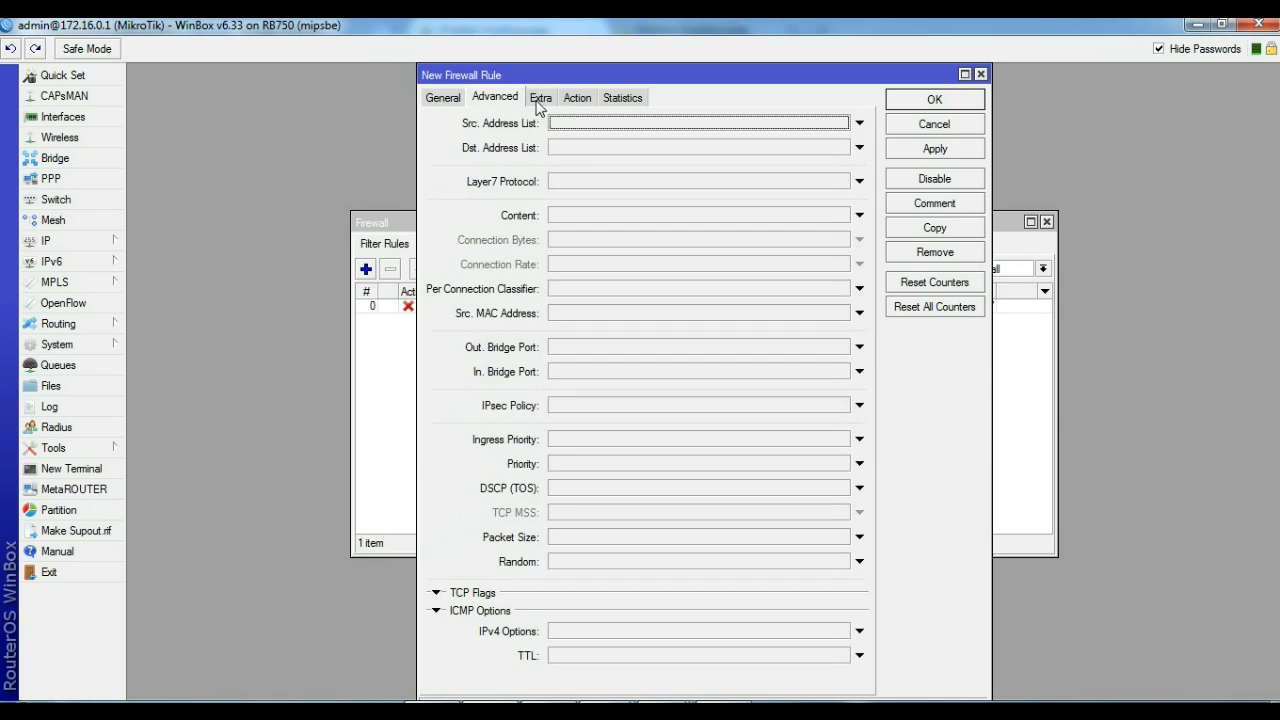 admin@172.16.0.1 (MikroTik) - WinBox v6.33 on RB750 (mipsbe)
Safe Mode
Hide Passwords
RouterOS WinBox
Quick Set
CAPsMAN
Interfaces
Wireless
Bridge
PPP
Switch
Mesh
IP
IPv6
MPLS
OpenFlow
Routing
System
Queues
Files
Log
Radius
Tools
New Terminal
MetaROUTER
Partition
Make Supout.rif
Manual
Exit
Firewall
Filter Rules
#
Act
0
1 item
all
New Firewall Rule
General Advanced Extra Action Statistics
Src. Address List:
Dst. Address List:
Layer7 Protocol:
Content:
Connection Bytes:
Connection Rate:
Per Connection Classifier:
Src. MAC Address:
Out. Bridge Port:
In. Bridge Port:
IPsec Policy:
Ingress Priority:
Priority:
DSCP (TOS):
TCP MSS:
Packet Size:
Random:
TCP Flags
ICMP Options
IPv4 Options:
TTL:
OK
Cancel
Apply
Disable
Comment
Copy
Remove
Reset Counters
Reset All Counters